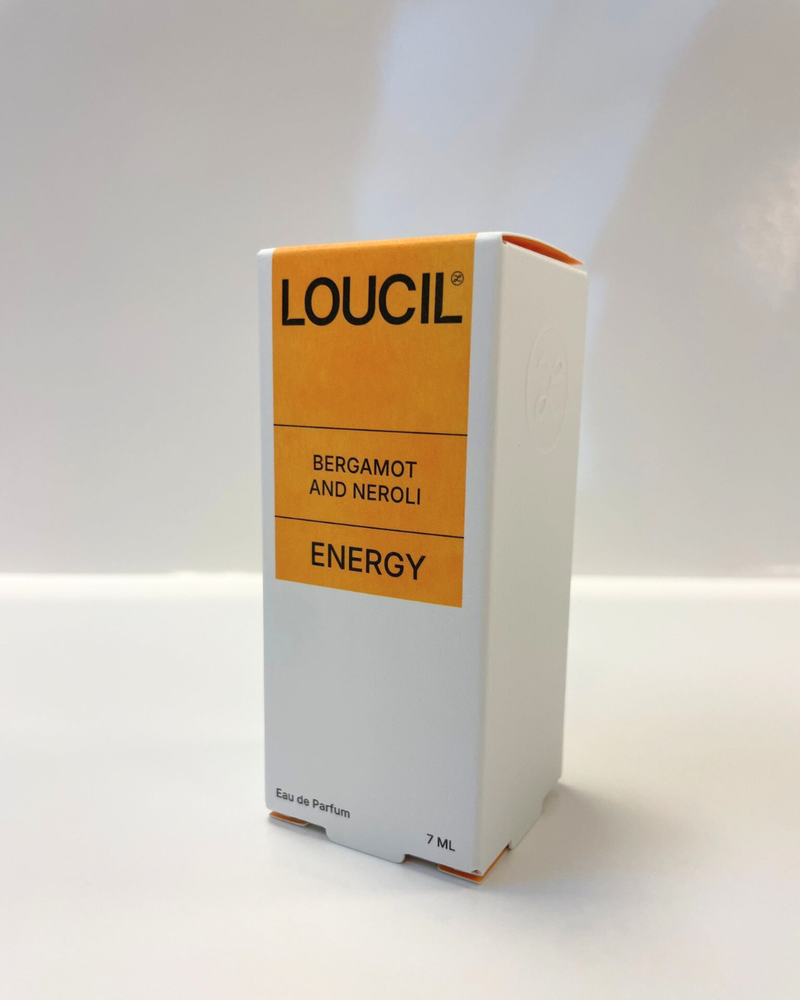 LOUCIL
BERGAMOT
AND NEROLI
ENERGY
Eau de Parfum
7 ML